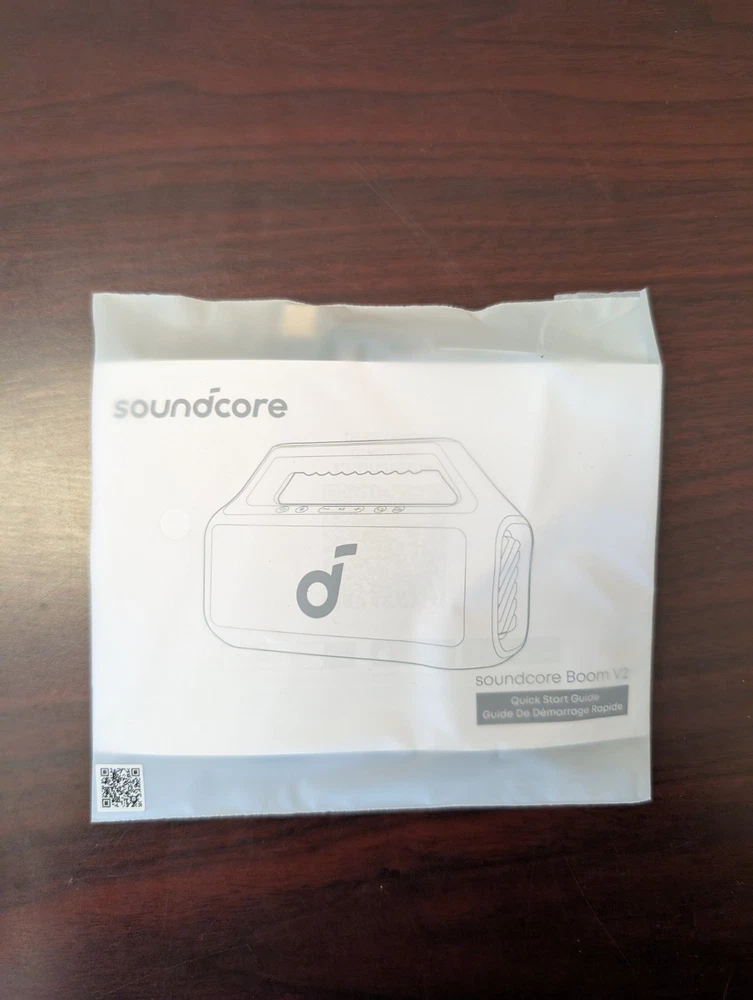 soundcore
soundcore Boom V2
Quick Start Guide
Guide De Démarrage Rapide